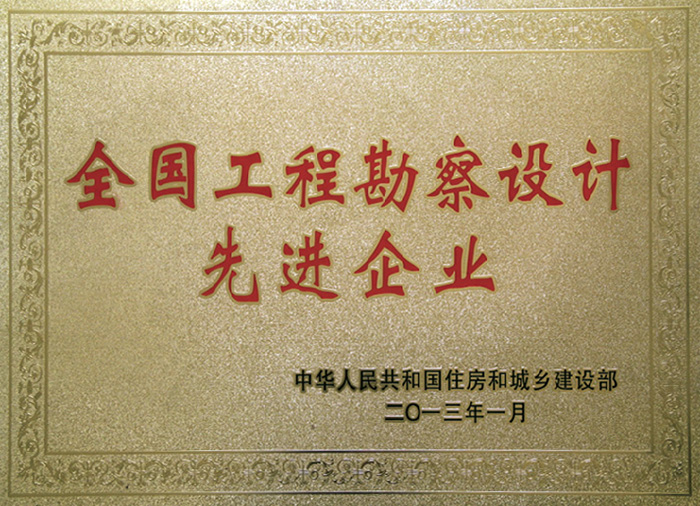 全国工程勘察设计
先进企业
中华人民共和国住房和城乡建设部
二〇一三年一月